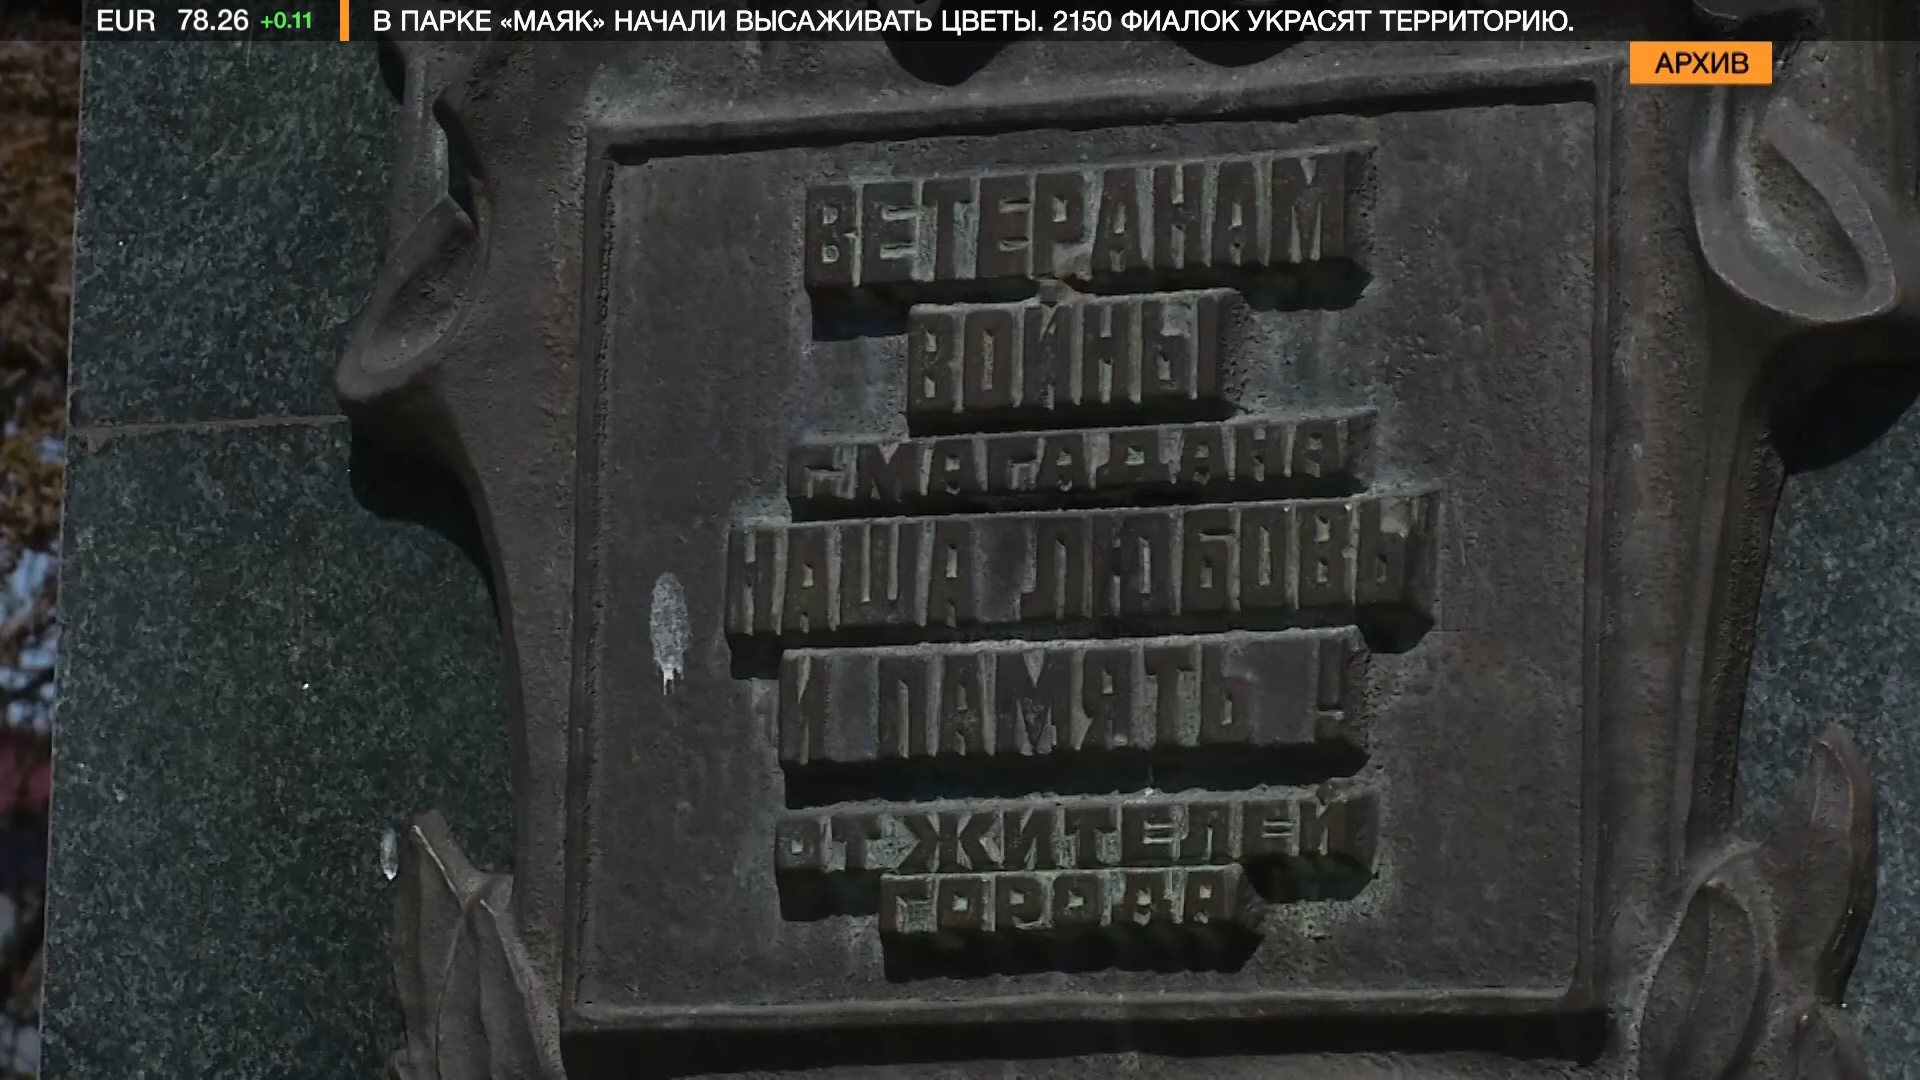 EUR 78.26 +0.11 В ПАРКЕ «МАЯК» НАЧАЛИ ВЫСАЖИВАТЬ ЦВЕТЫ. 2150 ФИАЛОК УКРАСЯТ ТЕРРИТОРИЮ.
АРХИВ
ВЕТЕРАНАМ
ВОЙНЫ
Г.МАГАДАНА
НАША ЛЮБОВЬ
И ПАМЯТЬ !
ОТ ЖИТЕЛЕЙ
ГОРОДА